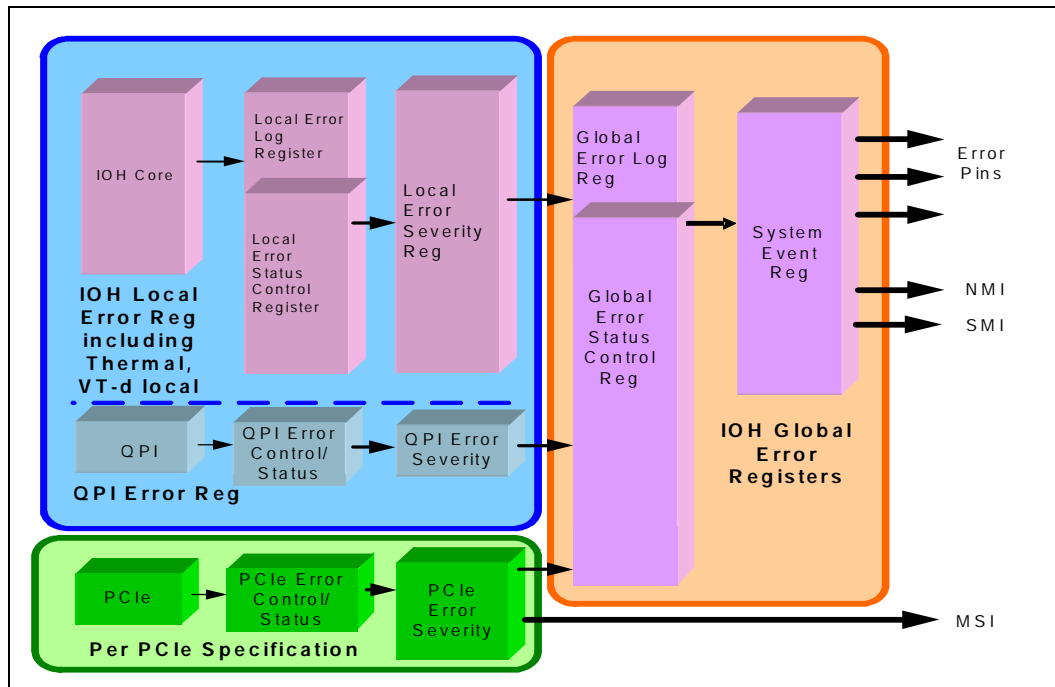 IOH Core
Local Error
Log
Register
Local
Error
Status
Control
Register
Local
Error
Severity
Reg
IOH Local
Error Reg
including
Thermal,
VT-d local
QPI
QPI Error
Control/
Status
QPI Error
Severity
QPI Error Reg
PCIe
PCIe Error
Control/
Status
PCIe
Error
Severity
Per PCIe Specification
Global
Error Log
Reg
Global
Error
Status
Control
Reg
System
Event
Reg
IOH Global
Error
Registers
Error
Pins
NMI
SMI
MSI